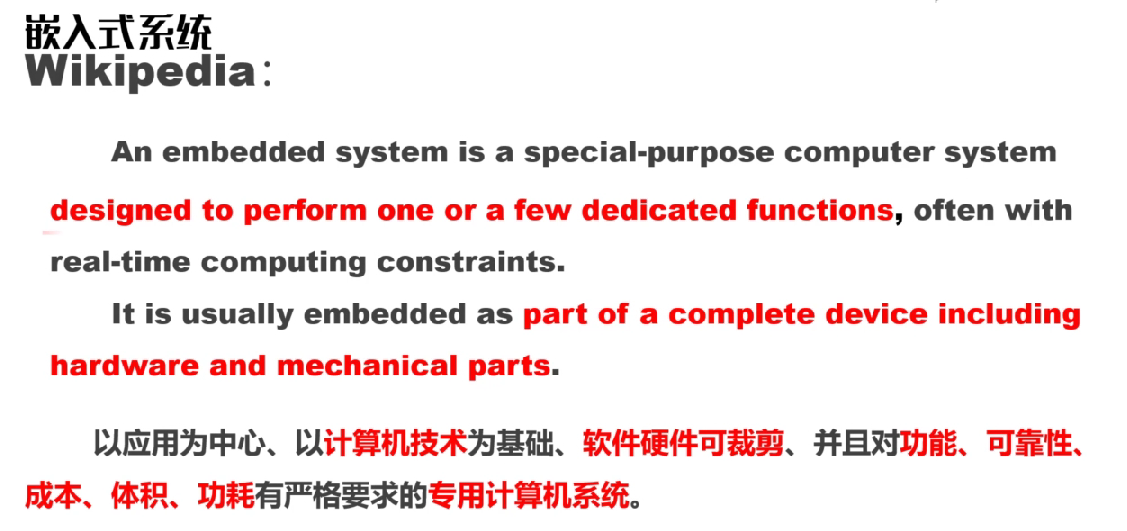 嵌入式系统
Wikipedia：
An embedded system is a special-purpose computer system
designed to perform one or a few dedicated functions, often with
real-time computing constraints.
It is usually embedded as part of a complete device including
hardware and mechanical parts.
以应用为中心、以计算机技术为基础、软件硬件可裁剪、并且对功能、可靠性、
成本、体积、功耗有严格要求的专用计算机系统。